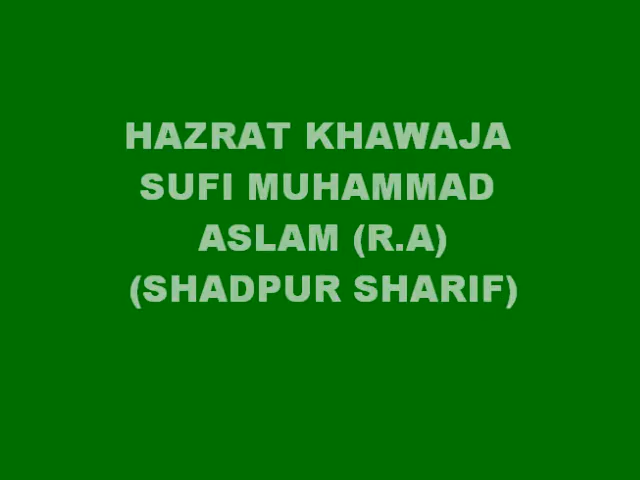 HAZRAT KHAWAJA
SUFI MUHAMMAD
ASLAM (R.A)
(SHADPUR SHARIF)